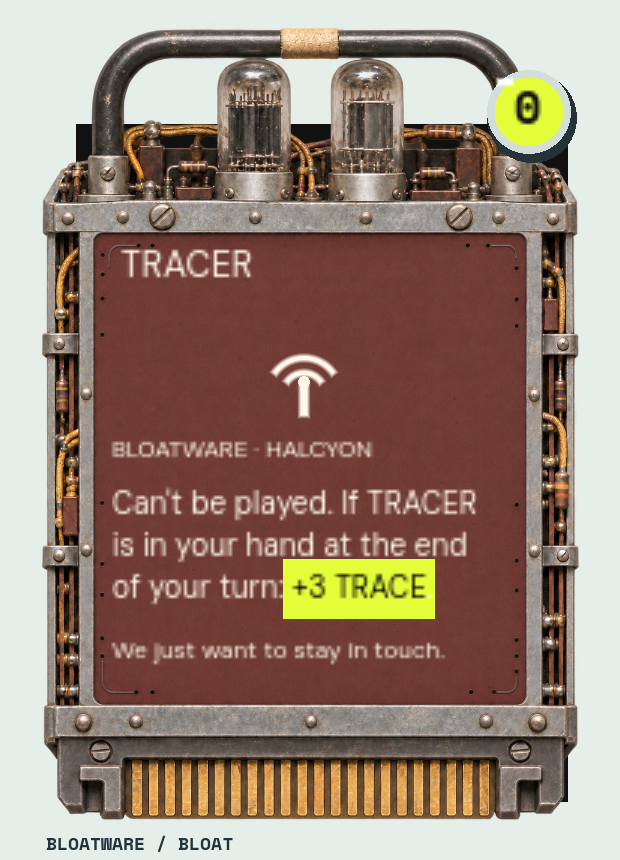 0
TRACER
BLOATWARE - HALCYON
Can't be played. If TRACER
is in your hand at the end
of your turn: +3 TRACE
We just want to stay in touch.
BLOATWARE / BLOAT